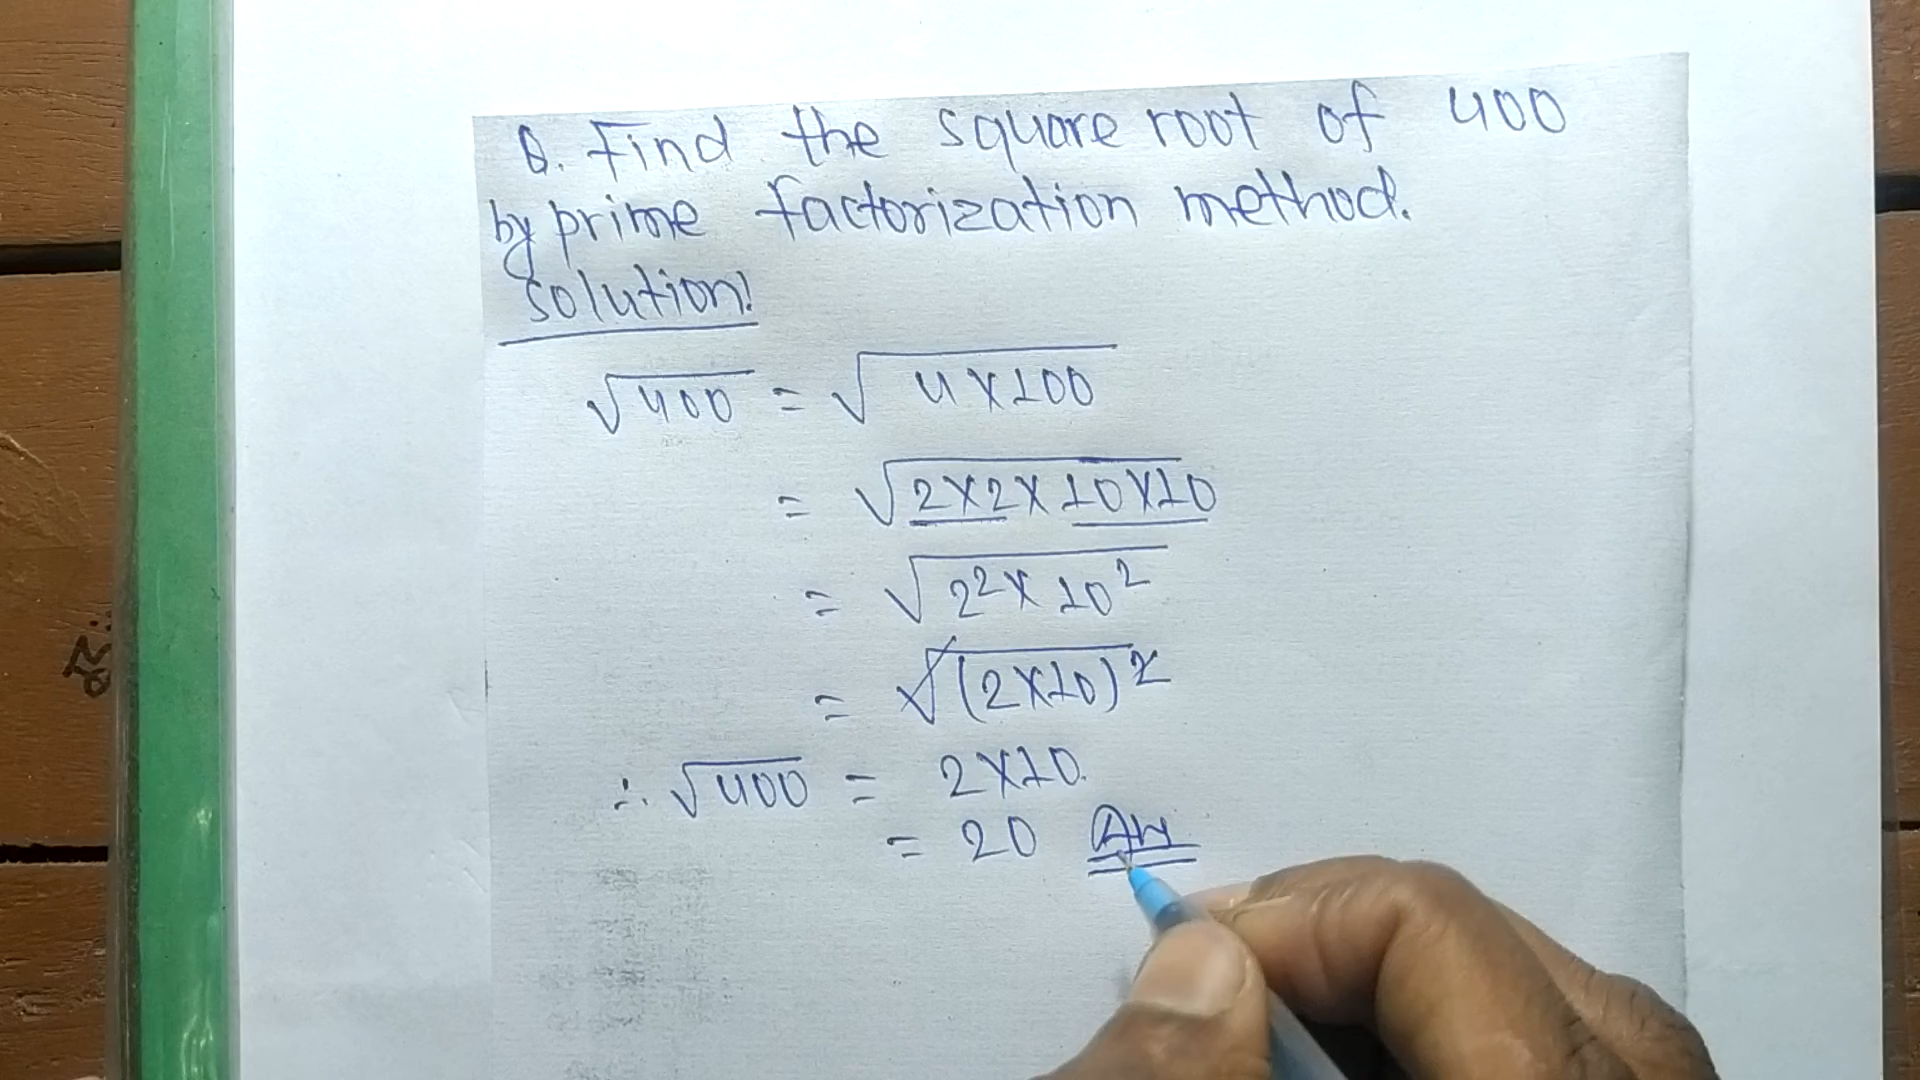 Q. Find the square root of 400
by prime factorization method.
solution:
√400 = √4×100
= √2×2×10×10
= √2²×10²
= √(2×10)²
∴ √400 = 2×10
= 20 Ans